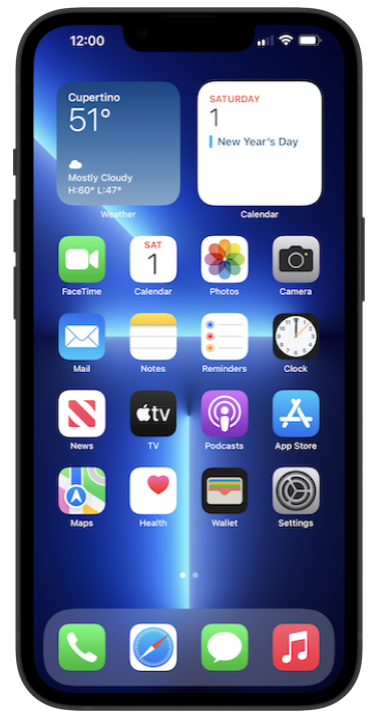 12:00
Cupertino
51°
Mostly Cloudy
H:60° L:47°
Weather
SATURDAY
1
New Year's Day
Calendar
SAT
1
FaceTime
Calendar
Photos
Camera
Mail
Notes
Reminders
Clock
tv
News
TV
Podcasts
App Store
Maps
Health
Wallet
Settings